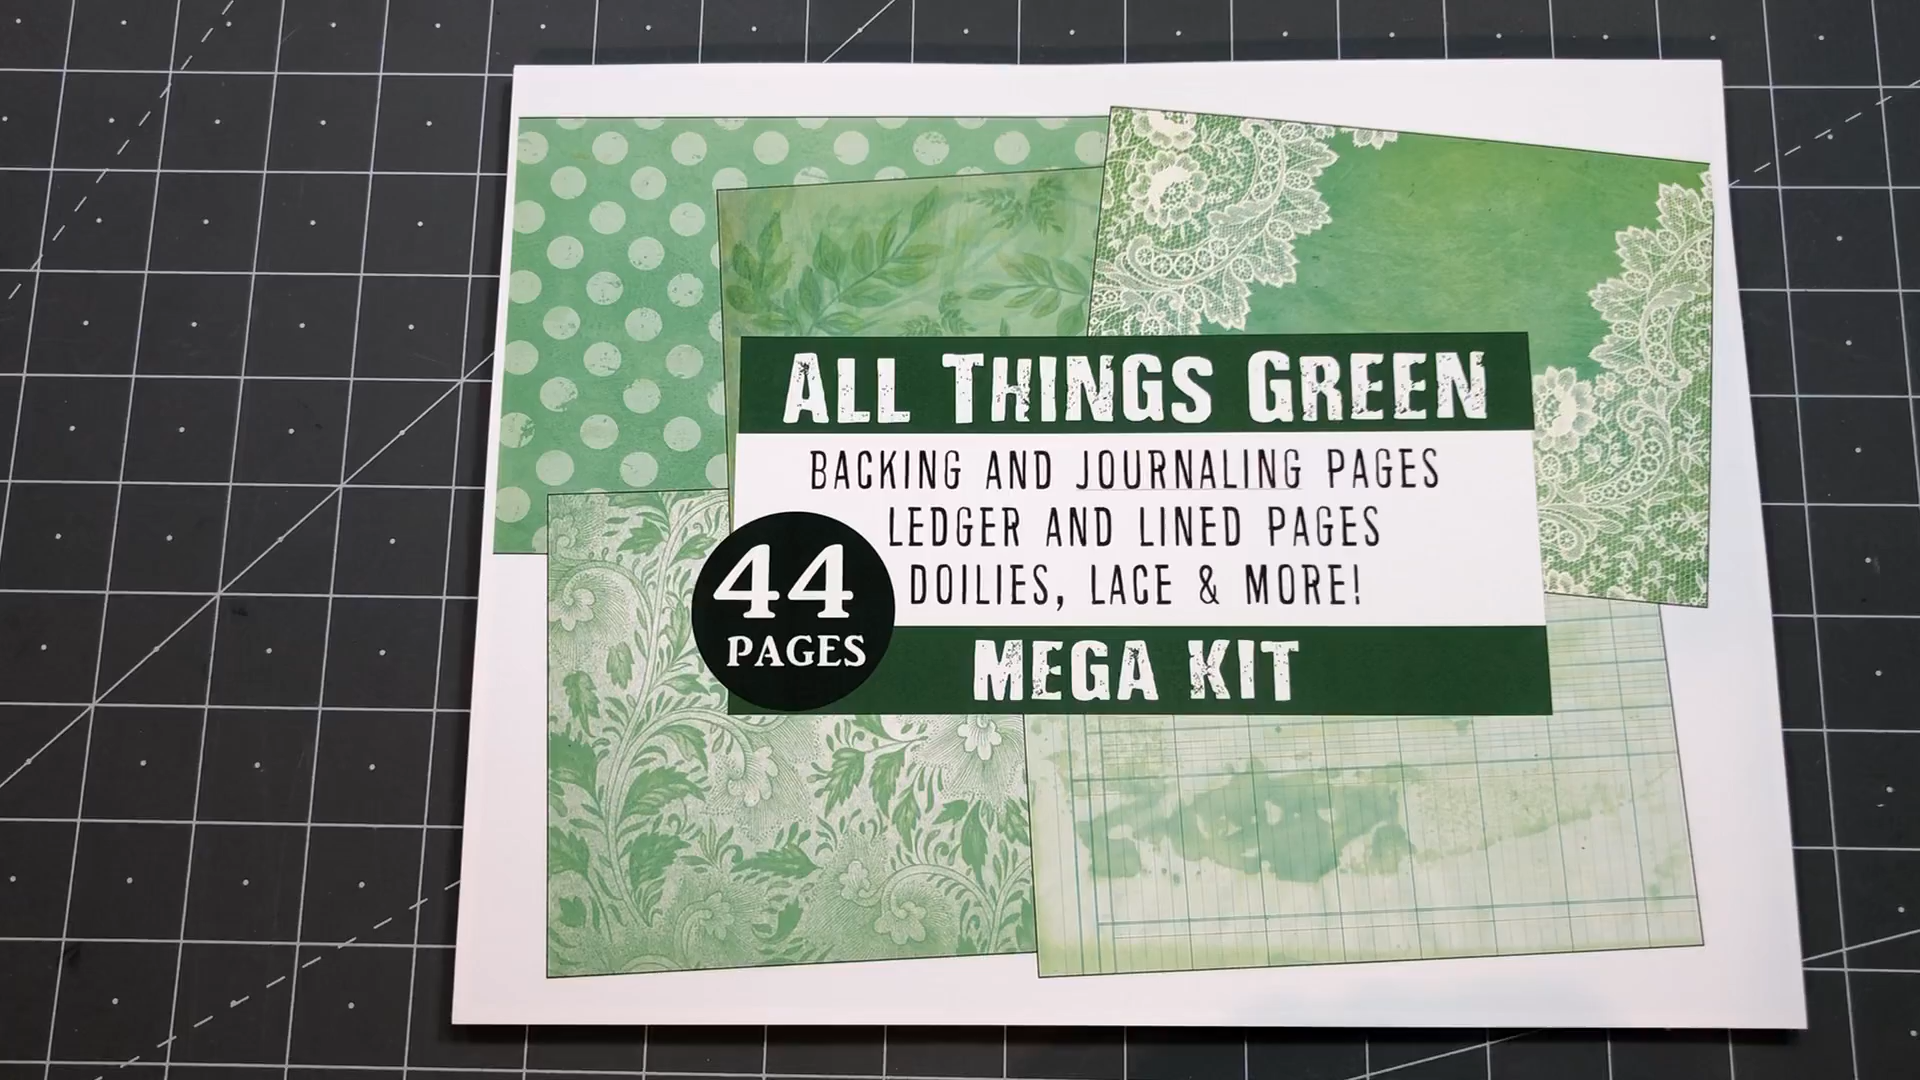 ALL THINGS GREEN
BACKING AND JOURNALING PAGES
LEDGER AND LINED PAGES
DOILIES, LACE & MORE!
44
PAGES
MEGA KIT